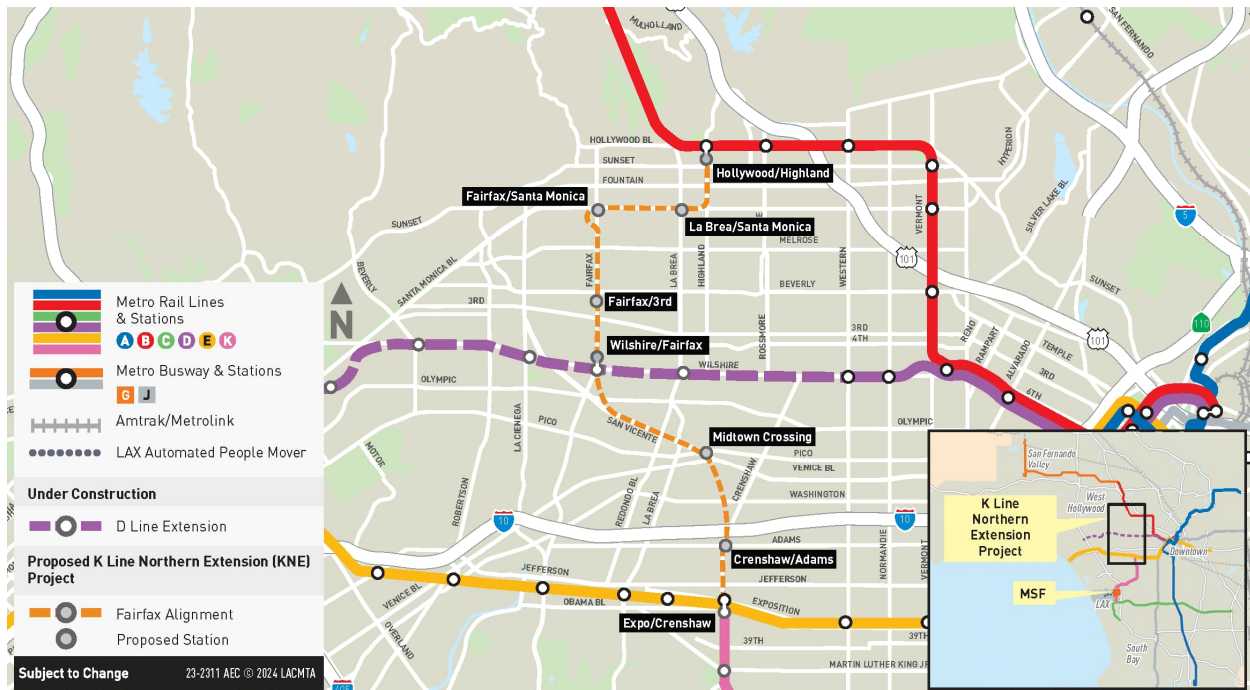 MULHOLLAND
SAN FERNANDO
HOLLYWOOD BL
SUNSET
FOUNTAIN
Hollywood/Highland
HYPERION
Fairfax/Santa Monica
SILVER LAKE BL
SUNSET
La Brea/Santa Monica
VERMONT
5
MELROSE
WESTERN
101
BEVERLY
SANTA MONICA BL
FAIRFAX
LA BREA
HIGHLAND
BEVERLY
SUNSET
3RD
Fairfax/3rd
ROSSMORE
3RD
4TH
RENO
RAMPART
ALVARADO
TEMPLE
3RD
6TH
101
110
Wilshire/Fairfax
WILSHIRE
OLYMPIC
N
LA CIENEGA
PICO
SAN VICENTE
OLYMPIC
Midtown Crossing
PICO
VENICE BL
MOTOR
ROBERTSON
REDONDO BL
LA BREA
CRENSHAW
WASHINGTON
10
10
ADAMS
Crenshaw/Adams
NORMANDIE
VERMONT
JEFFERSON
JEFFERSON
VENICE BL
OBAMA BL
EXPOSITION
Expo/Crenshaw
OVERLAND
39TH
39TH
MARTIN LUTHER KING JR
405
Metro Rail Lines
& Stations
A B C D E K
Metro Busway & Stations
G J
Amtrak/Metrolink
LAX Automated People Mover
Under Construction
D Line Extension
Proposed K Line Northern Extension (KNE)
Project
Fairfax Alignment
Proposed Station
Subject to Change 23-2311 AEC © 2024 LACMTA
San Fernando
Valley
West
Hollywood
K Line
Northern
Extension
Project
Downtown
MSF
LAX
South
Bay